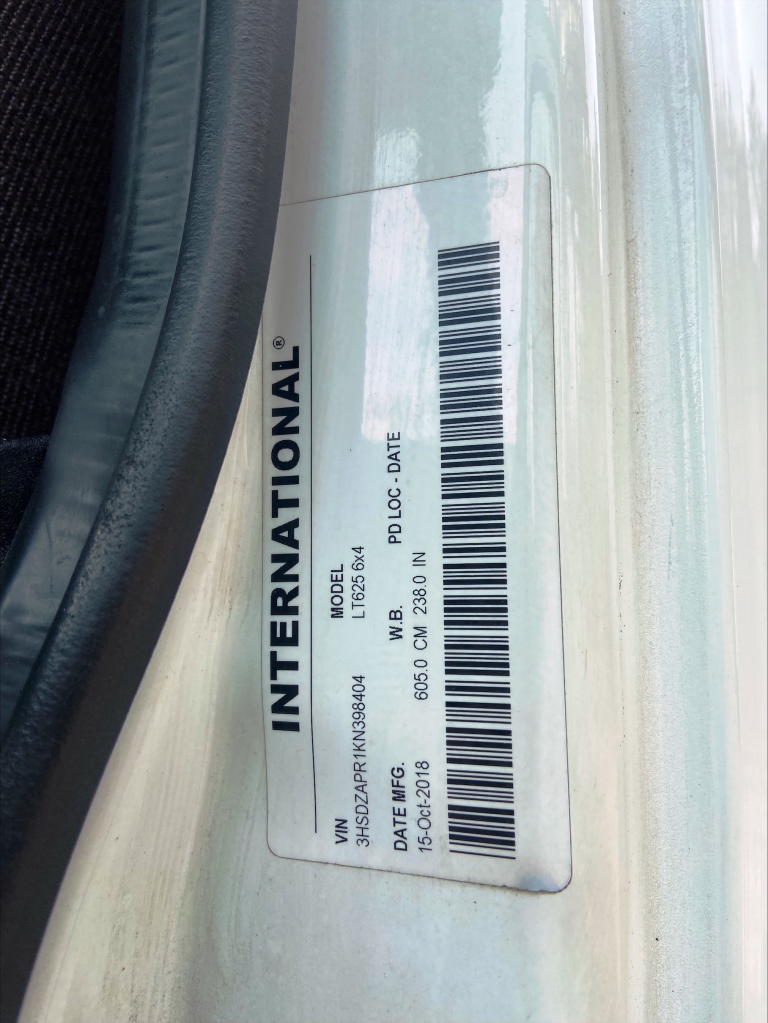 INTERNATIONAL®
VIN MODEL
3HSDZAPR1KN398404 LT625 6x4
DATE MFG. W.B. PD LOC - DATE
15-Oct-2018 605.0 CM 238.0 IN